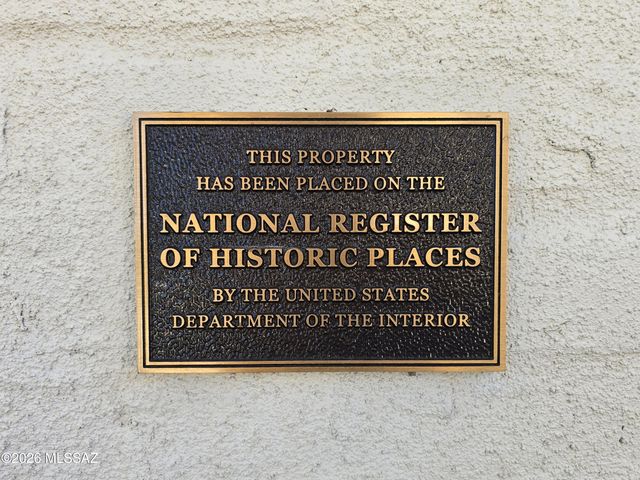 THIS PROPERTY
HAS BEEN PLACED ON THE
NATIONAL REGISTER
OF HISTORIC PLACES
BY THE UNITED STATES
DEPARTMENT OF THE INTERIOR
©2026 MLSSAZ